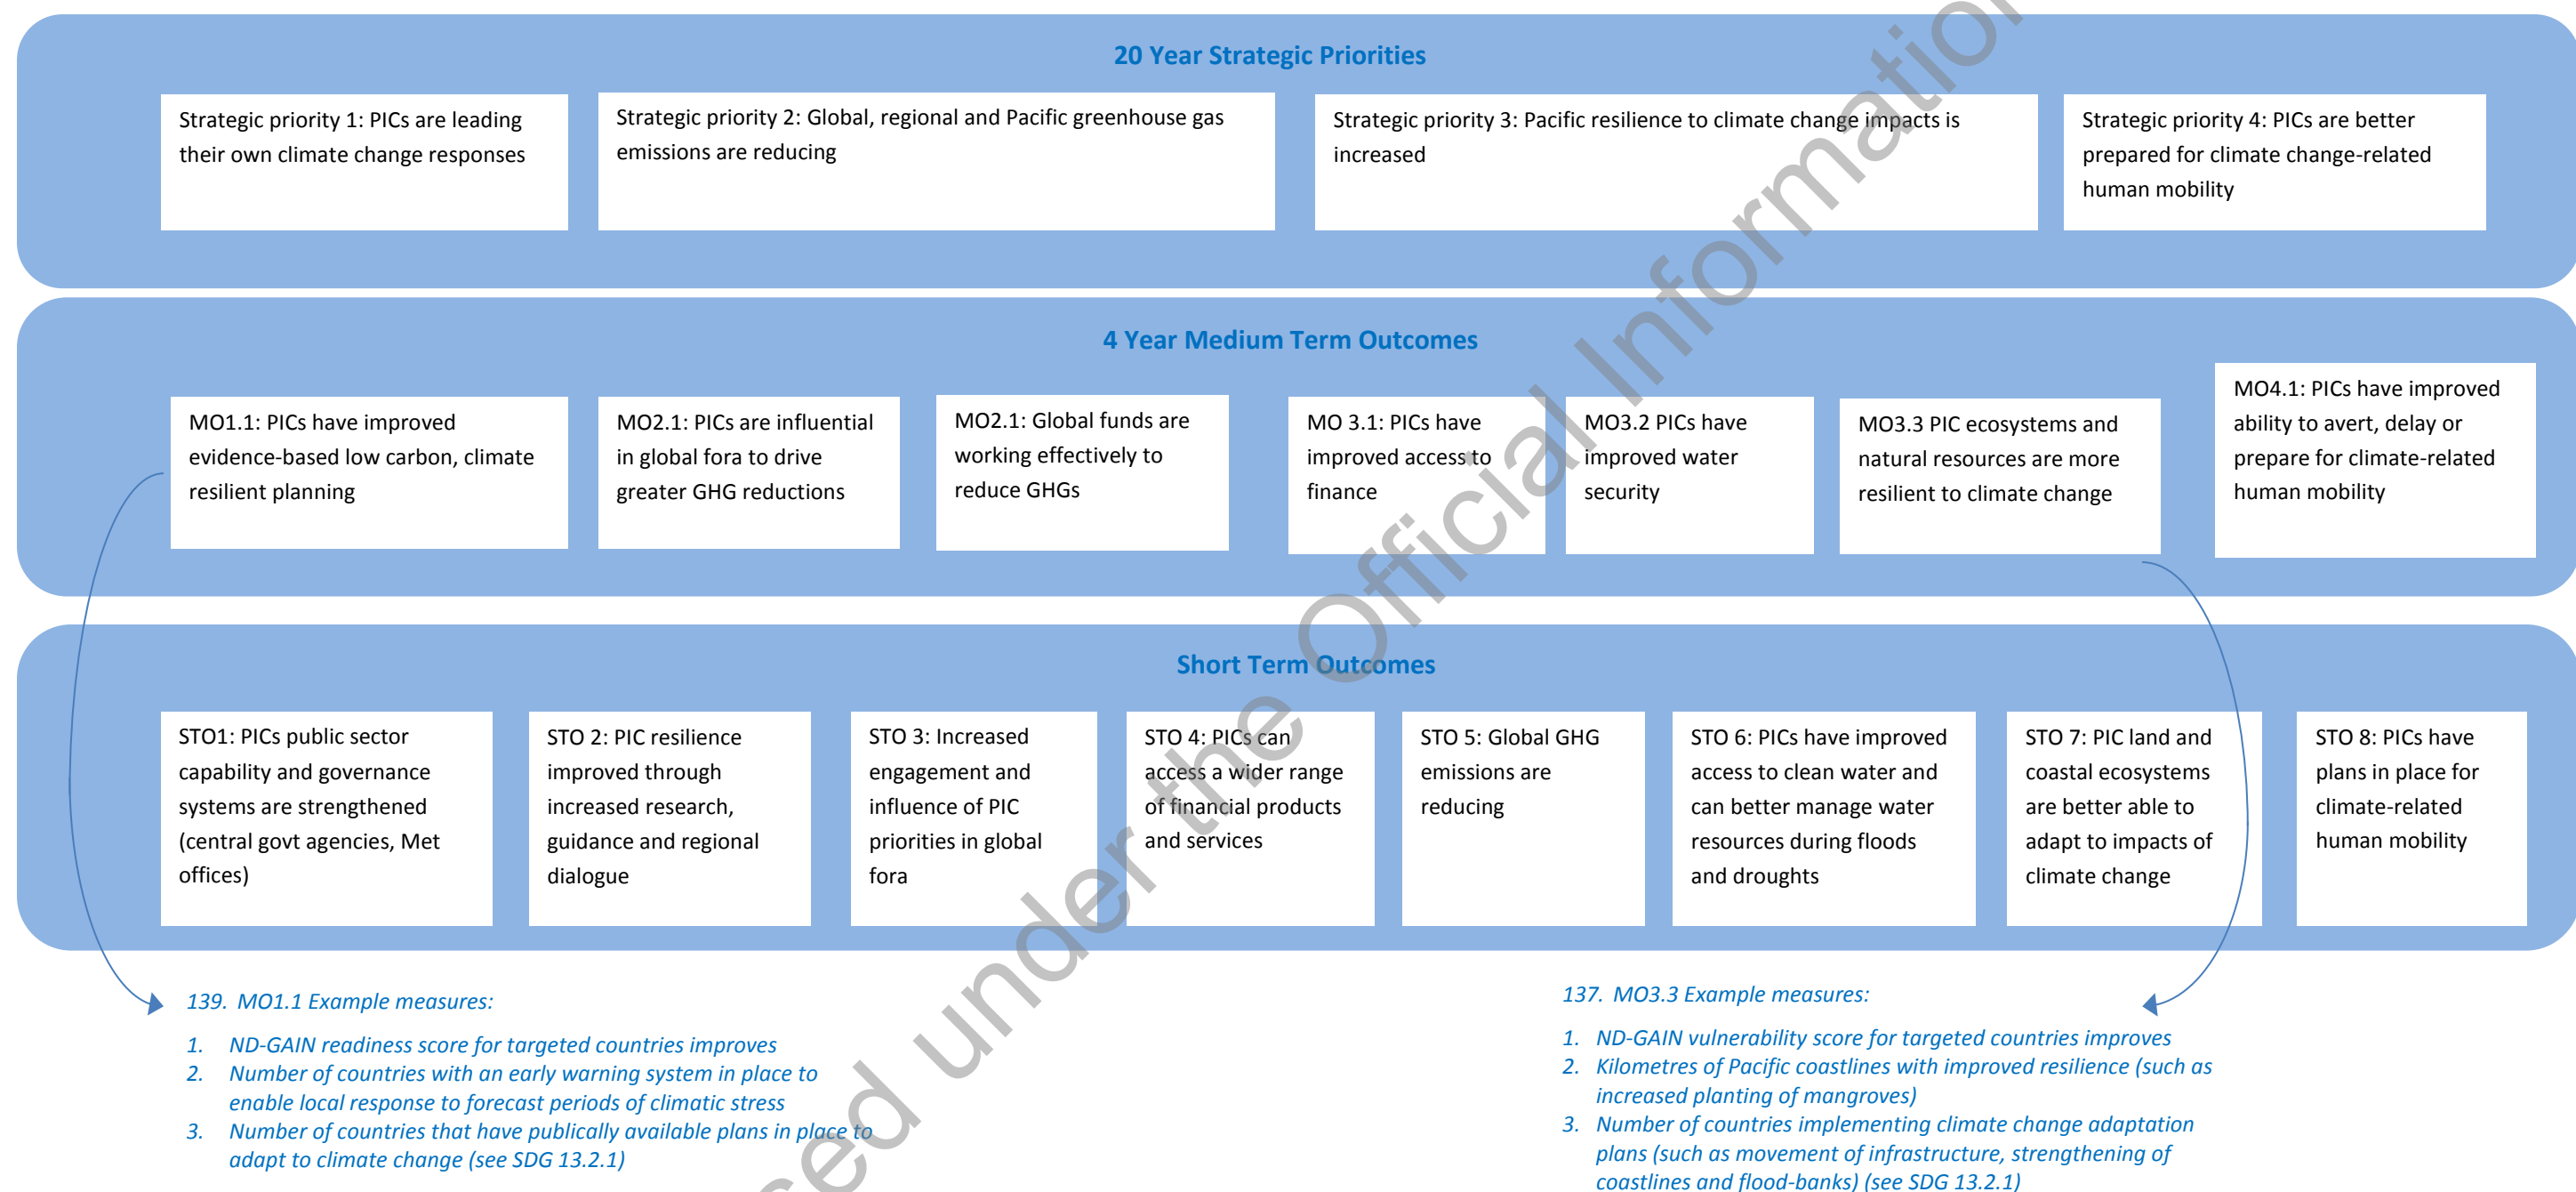 20 Year Strategic Priorities
Strategic priority 1: PICs are leading
their own climate change responses
Strategic priority 2: Global, regional and Pacific greenhouse gas
emissions are reducing
Strategic priority 3: Pacific resilience to climate change impacts is
increased
Strategic priority 4: PICs are better
prepared for climate change-related
human mobility
4 Year Medium Term Outcomes
MO1.1: PICs have improved
evidence-based low carbon, climate
resilient planning
MO2.1: PICs are influential
in global fora to drive
greater GHG reductions
MO2.1: Global funds are
working effectively to
reduce GHGs
MO 3.1: PICs have
improved access to
finance
MO3.2 PICs have
improved water
security
MO3.3 PIC ecosystems and
natural resources are more
resilient to climate change
MO4.1: PICs have improved
ability to avert, delay or
prepare for climate-related
human mobility
Short Term Outcomes
STO1: PICs public sector
capability and governance
systems are strengthened
(central govt agencies, Met
offices)
STO 2: PIC resilience
improved through
increased research,
guidance and regional
dialogue
STO 3: Increased
engagement and
influence of PIC
priorities in global
fora
STO 4: PICs can
access a wider range
of financial products
and services
STO 5: Global GHG
emissions are
reducing
STO 6: PICs have improved
access to clean water and
can better manage water
resources during floods
and droughts
STO 7: PIC land and
coastal ecosystems
are better able to
adapt to impacts of
climate change
STO 8: PICs have
plans in place for
climate-related
human mobility
139. MO1.1 Example measures:
1. ND-GAIN readiness score for targeted countries improves
2. Number of countries with an early warning system in place to
enable local response to forecast periods of climatic stress
3. Number of countries that have publically available plans in place to
adapt to climate change (see SDG 13.2.1)
137. MO3.3 Example measures:
1. ND-GAIN vulnerability score for targeted countries improves
2. Kilometres of Pacific coastlines with improved resilience (such as
increased planting of mangroves)
3. Number of countries implementing climate change adaptation
plans (such as movement of infrastructure, strengthening of
coastlines and flood-banks) (see SDG 13.2.1)
sed under the Official Information